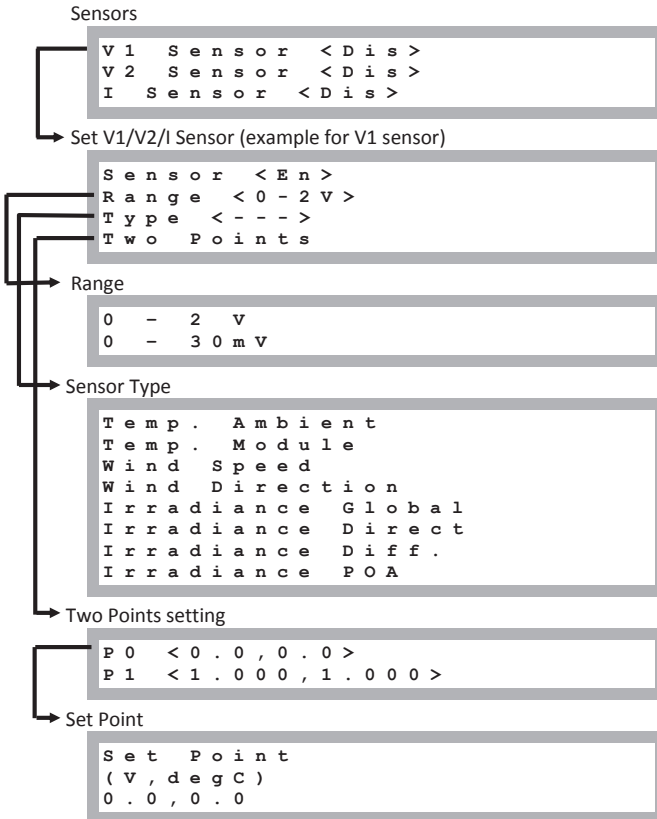 Sensors
V1 Sensor <Dis>
V2 Sensor <Dis>
I Sensor <Dis>
Set V1/V2/I Sensor (example for V1 sensor)
Sensor <En>
Range <0-2V>
Type <--->
Two Points
Range
0 – 2 V
0 – 30mV
Sensor Type
Temp. Ambient
Temp. Module
Wind Speed
Wind Direction
Irradiance Global
Irradiance Direct
Irradiance Diff.
Irradiance POA
Two Points setting
P0 <0.0,0.0>
P1 <1.000,1.000>
Set Point
Set Point
(V,degC)
0.0,0.0